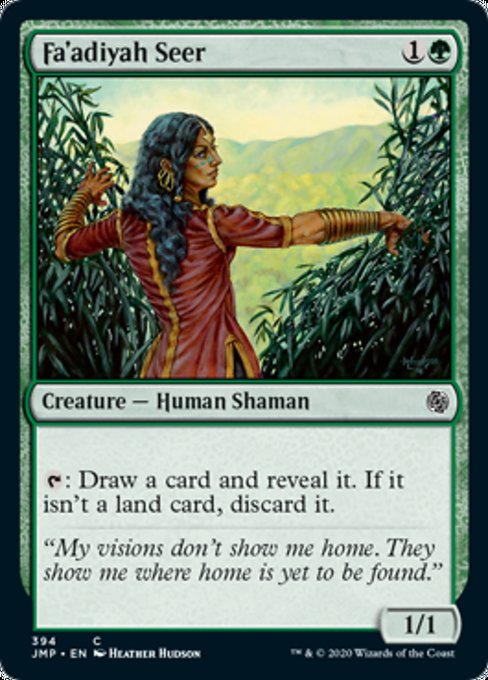 Fa'adiyah Seer 1
Creature — Human Shaman
: Draw a card and reveal it. If it
isn't a land card, discard it.
“My visions don't show me home. They
show me where home is yet to be found.”
1/1
394 C
JMP • EN Heather Hudson
™ & © 2020 Wizards of the Coast